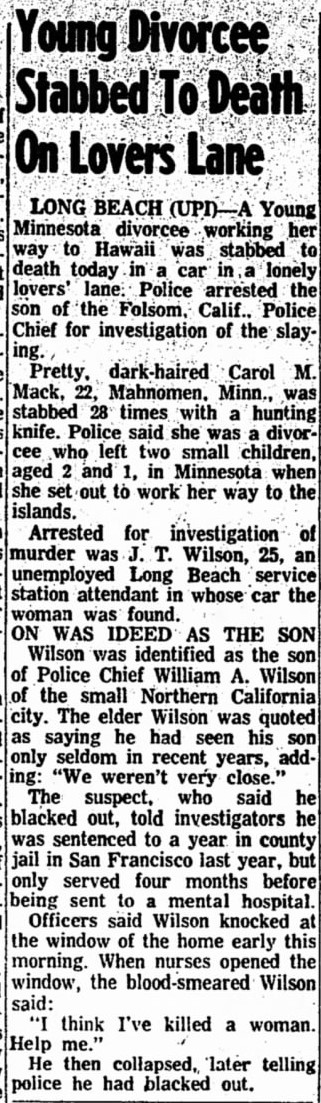 Young Divorcee
Stabbed To Death
On Lovers Lane
LONG BEACH (UPI)—A Young
Minnesota divorcee working her
way to Hawaii was stabbed to
death today in a car in a lonely
lovers' lane. Police arrested the
son of the Folsom, Calif., Police
Chief for investigation of the slay-
ing.
Pretty, dark-haired Carol M.
Mack, 22, Mahnomen, Minn., was
stabbed 28 times with a hunting
knife. Police said she was a divor-
cee who left two small children,
aged 2 and 1, in Minnesota when
she set out to work her way to the
islands.
Arrested for investigation of
murder was J. T. Wilson, 25, an
unemployed Long Beach service
station attendant in whose car the
woman was found.
ON WAS IDEED AS THE SON
Wilson was identified as the son
of Police Chief William A. Wilson
of the small Northern California
city. The elder Wilson was quoted
as saying he had seen his son
only seldom in recent years, add-
ing: "We weren't very close."
The suspect, who said he
blacked out, told investigators he
was sentenced to a year in county
jail in San Francisco last year, but
only served four months before
being sent to a mental hospital.
Officers said Wilson knocked at
the window of the home early this
morning. When nurses opened the
window, the blood-smeared Wilson
said:
"I think I've killed a woman.
Help me."
He then collapsed, later telling
police he had blacked out.